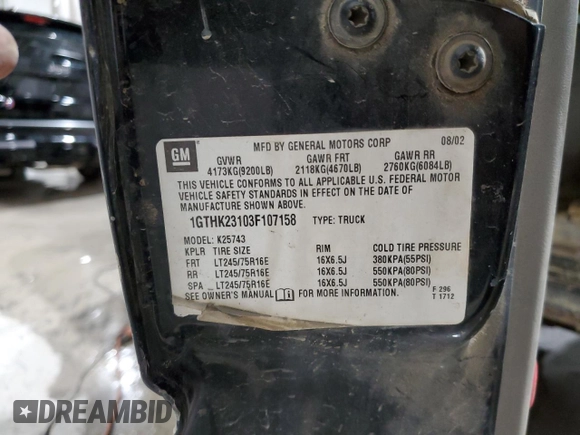 GM
MFD BY GENERAL MOTORS CORP 08/02
GVWR GAWR FRT GAWR RR
4173KG(9200LB) 2118KG(4670LB) 2760KG(6084LB)
THIS VEHICLE CONFORMS TO ALL APPLICABLE U.S. FEDERAL MOTOR
VEHICLE SAFETY STANDARDS IN EFFECT ON THE DATE OF
MANUFACTURE SHOWN ABOVE.
1GTHK23103F107158 TYPE: TRUCK
MODEL: K25743
KPLR TIRE SIZE RIM COLD TIRE PRESSURE
FRT LT245/75R16E 16X6.5J 380KPA(55PSI)
RR LT245/75R16E 16X6.5J 550KPA(80PSI)
SPA LT245/75R16E 16X6.5J 550KPA(80PSI)
SEE OWNER'S MANUAL FOR MORE INFORMATION.
F 296
T 1712
DREAMBID